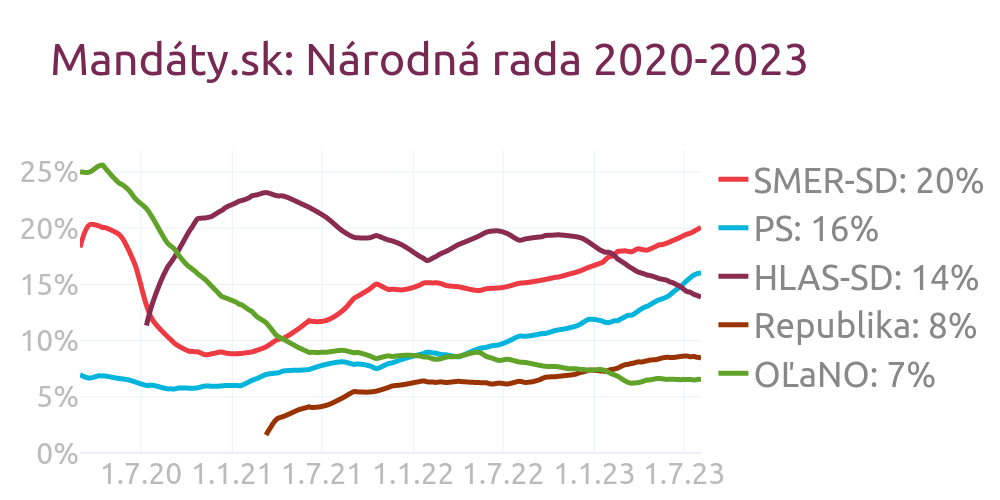 Mandáty.sk: Národná rada 2020-2023
25%
20%
15%
10%
5%
0%
1.7.20 1.1.21 1.7.21 1.1.22 1.7.22 1.1.23 1.7.23
SMER-SD: 20%
PS: 16%
HLAS-SD: 14%
Republika: 8%
OĽaNO: 7%